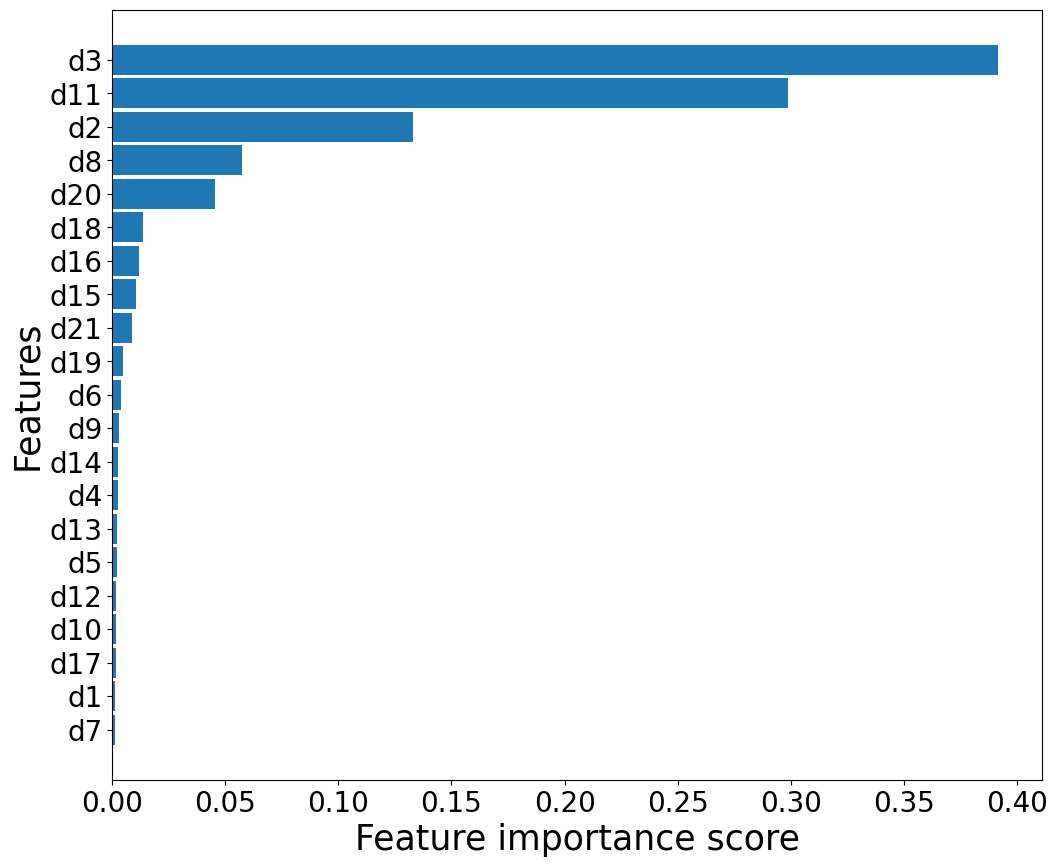 d3
d11
d2
d8
d20
d18
d16
d15
d21
d19
d6
d9
d14
d4
d13
d5
d12
d10
d17
d1
d7
Features
0.00 0.05 0.10 0.15 0.20 0.25 0.30 0.35 0.40
Feature importance score